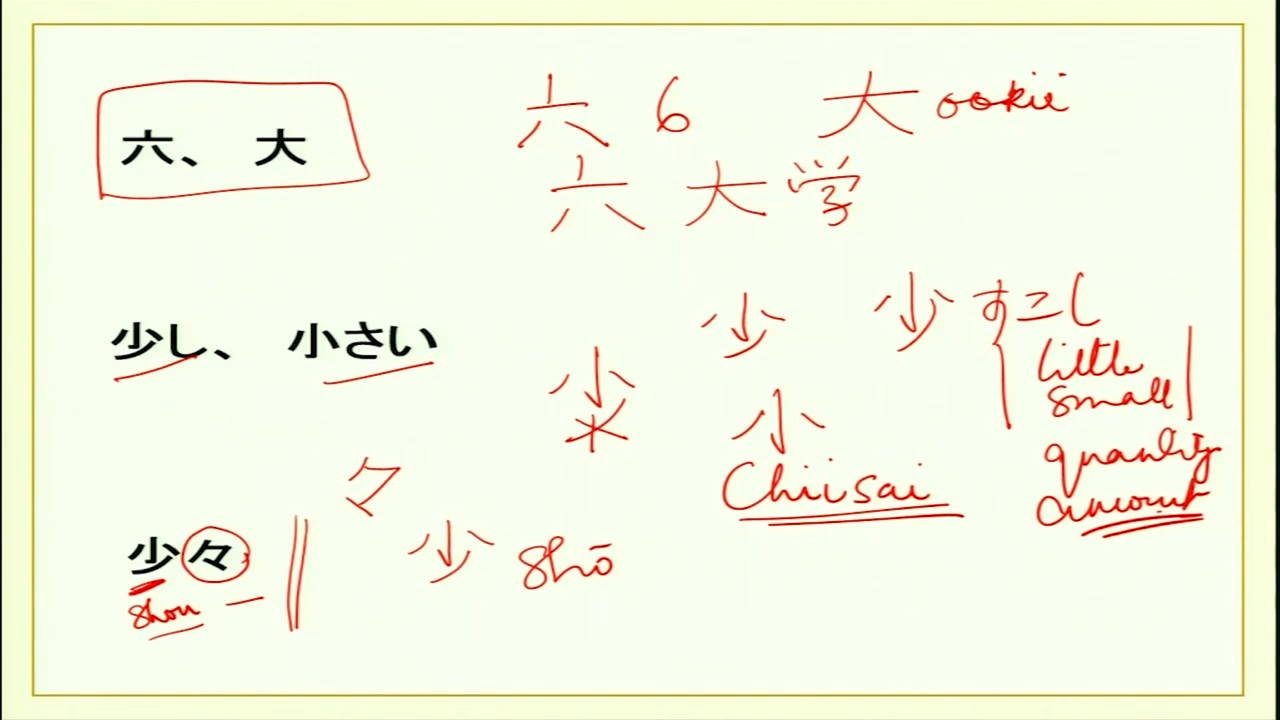 六、 大
六 6 大 ookii
六 大学
少し、 小さい
少 少 すこし
little
small
quantity
amount
小
小
Chiisai
々
少々
shou
少 shō